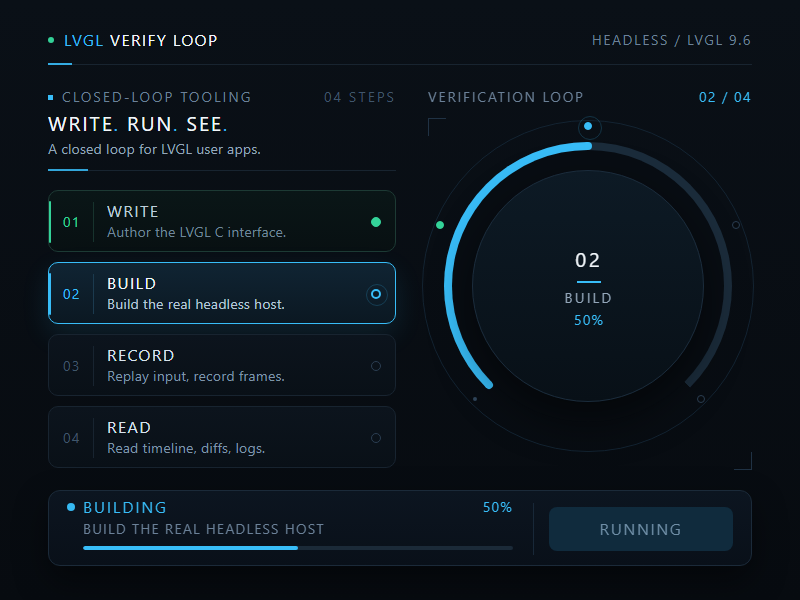 LVGL VERIFY LOOP
HEADLESS / LVGL 9.6
CLOSED-LOOP TOOLING
04 STEPS
WRITE. RUN. SEE.
A closed loop for LVGL user apps.
01
WRITE
Author the LVGL C interface.
02
BUILD
Build the real headless host.
03
RECORD
Replay input, record frames.
04
READ
Read timeline, diffs, logs.
VERIFICATION LOOP
02 / 04
02
BUILD
50%
BUILDING
50%
BUILD THE REAL HEADLESS HOST
RUNNING